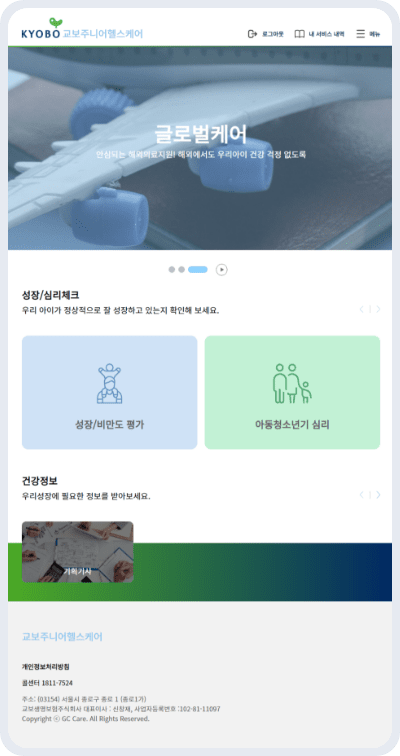 KYOBO 교보주니어헬스케어
로그아웃 내 서비스 내역 메뉴
글로벌케어
안심되는 해외의료지원! 해외에서도 우리아이 건강 걱정 없도록
성장/심리체크
우리 아이가 정상적으로 잘 성장하고 있는지 확인해 보세요.
성장/비만도 평가
아동청소년기 심리
건강정보
우리성장에 필요한 정보를 받아보세요.
기획기사
교보주니어헬스케어
개인정보처리방침
콜센터 1811-7524
주소: (03154) 서울시 종로구 종로 1 (종로1가)
교보생명보험주식회사 대표이사 : 신창재, 사업자등록번호 :102-81-11097
Copyright ⓒ GC Care. All Rights Reserved.